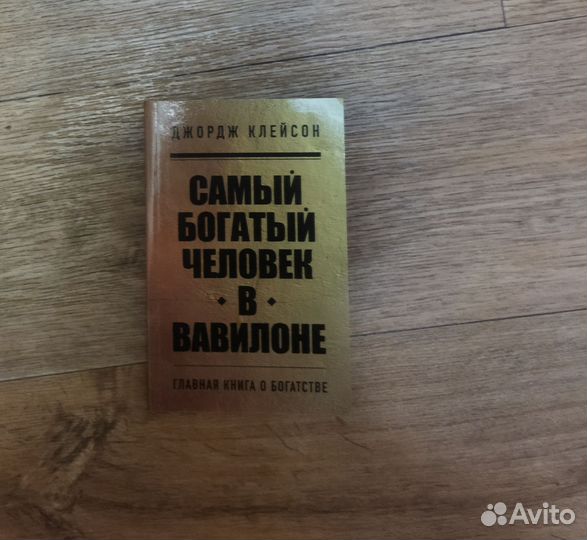 ДЖОРДЖ КЛЕЙСОН
САМЫЙ
БОГАТЫЙ
ЧЕЛОВЕК
• В •
ВАВИЛОНЕ
ГЛАВНАЯ КНИГА О БОГАТСТВЕ
Avito